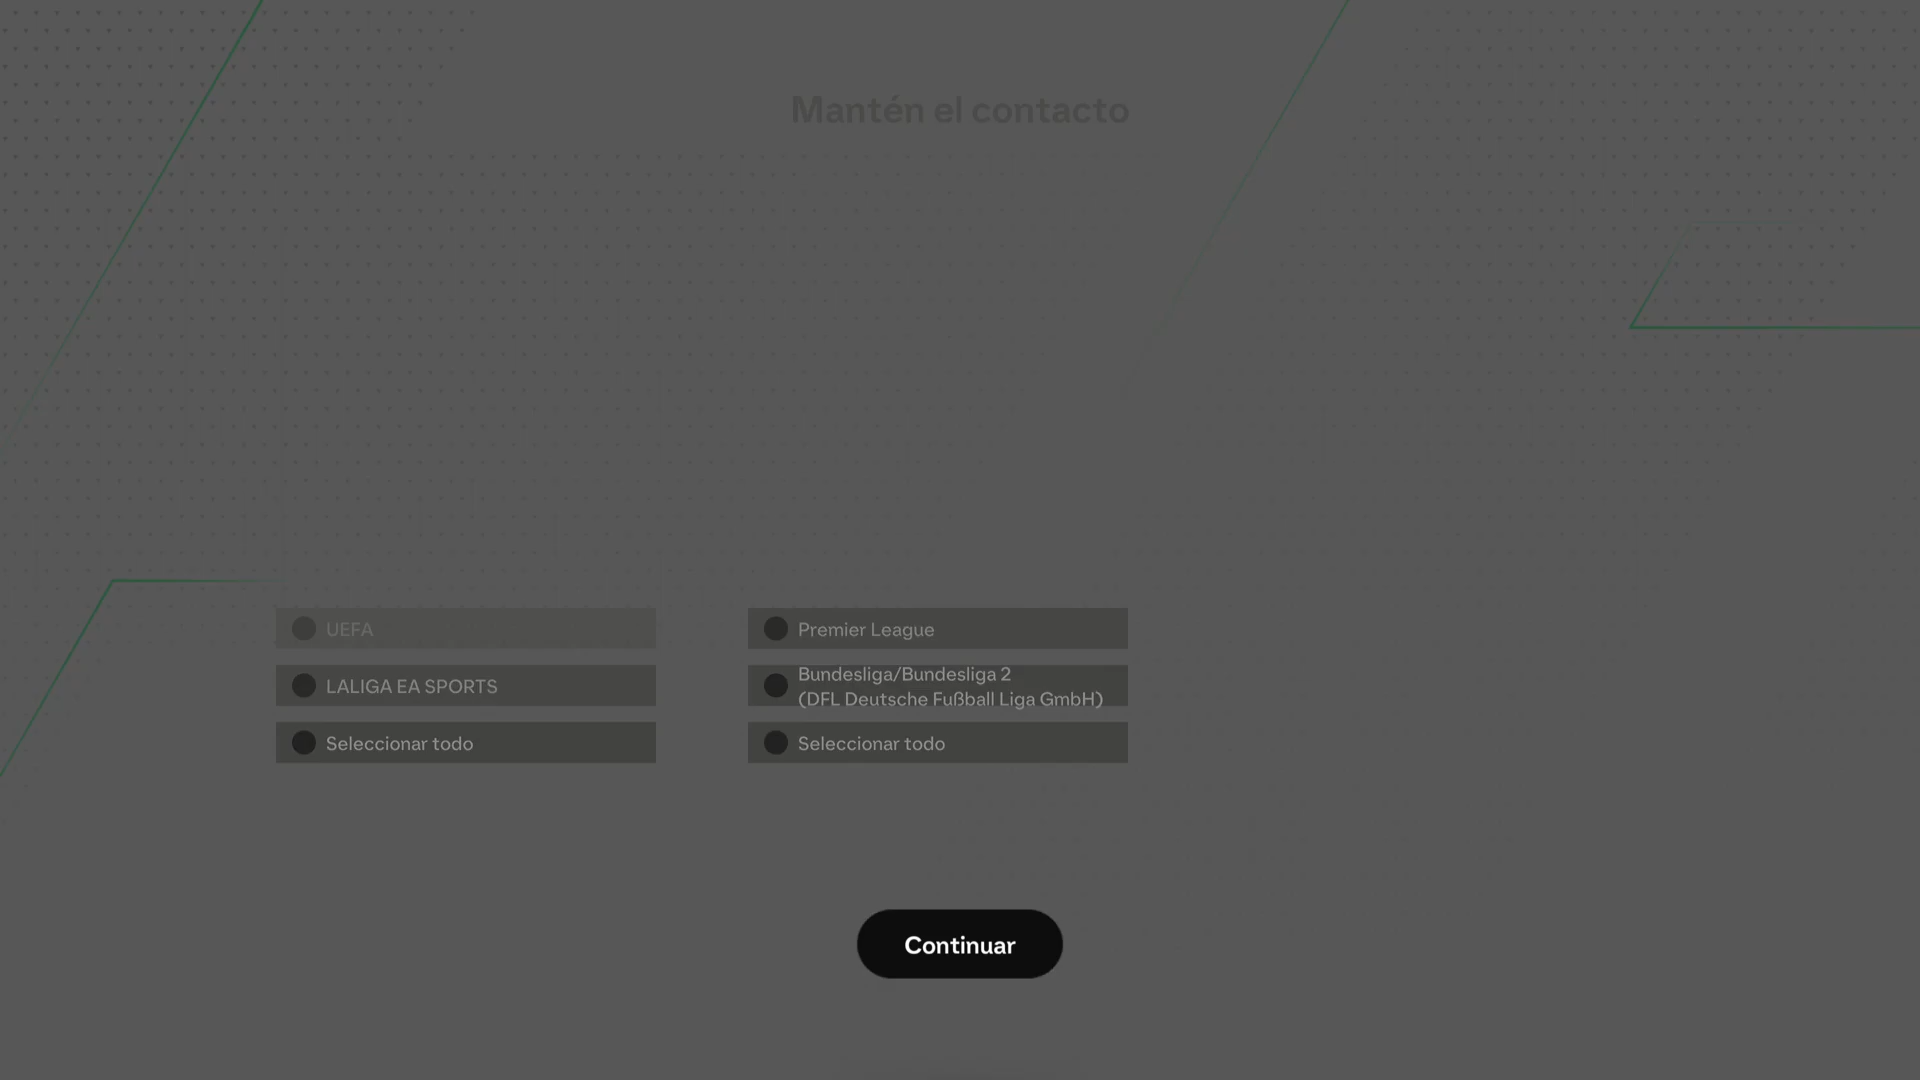 Mantén el contacto
UEFA
Premier League
LALIGA EA SPORTS
Bundesliga/Bundesliga 2
(DFL Deutsche Fußball Liga GmbH)
Seleccionar todo
Seleccionar todo
Continuar